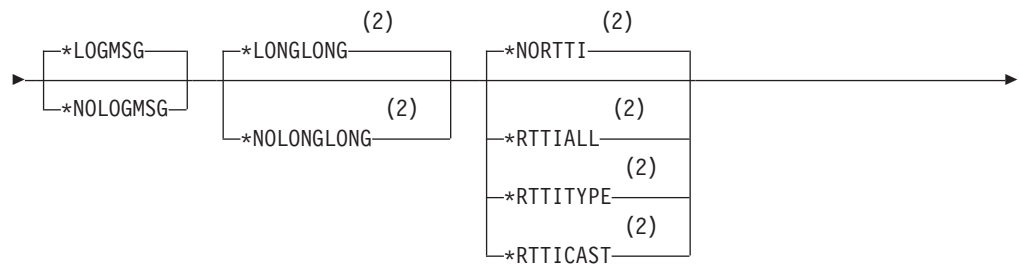 (2) (2)
*LOGMSG *LONGLONG *NORTTI
*NOLOGMSG (2) (2)
*NOLONGLONG *RTTIALL
(2)
*RTTITYPE
(2)
*RTTICAST